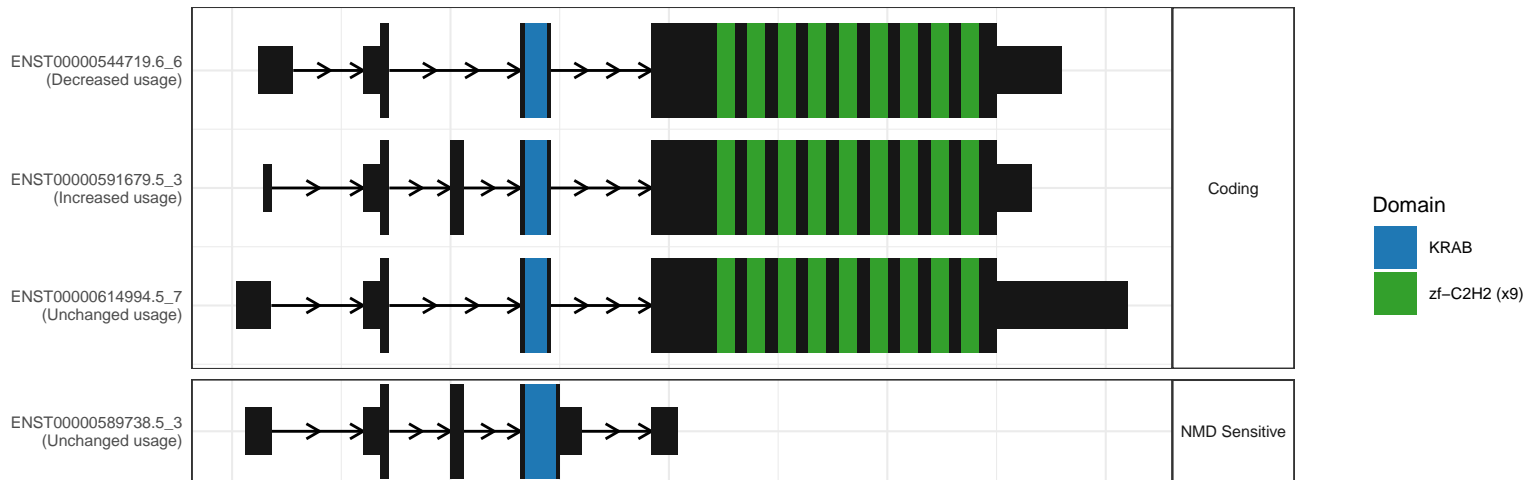 ENST00000544719.6_6
(Decreased usage)
ENST00000591679.5_3
(Increased usage)
ENST00000614994.5_7
(Unchanged usage)
Coding
ENST00000589738.5_3
(Unchanged usage)
NMD Sensitive
Domain
KRAB
zf−C2H2 (x9)